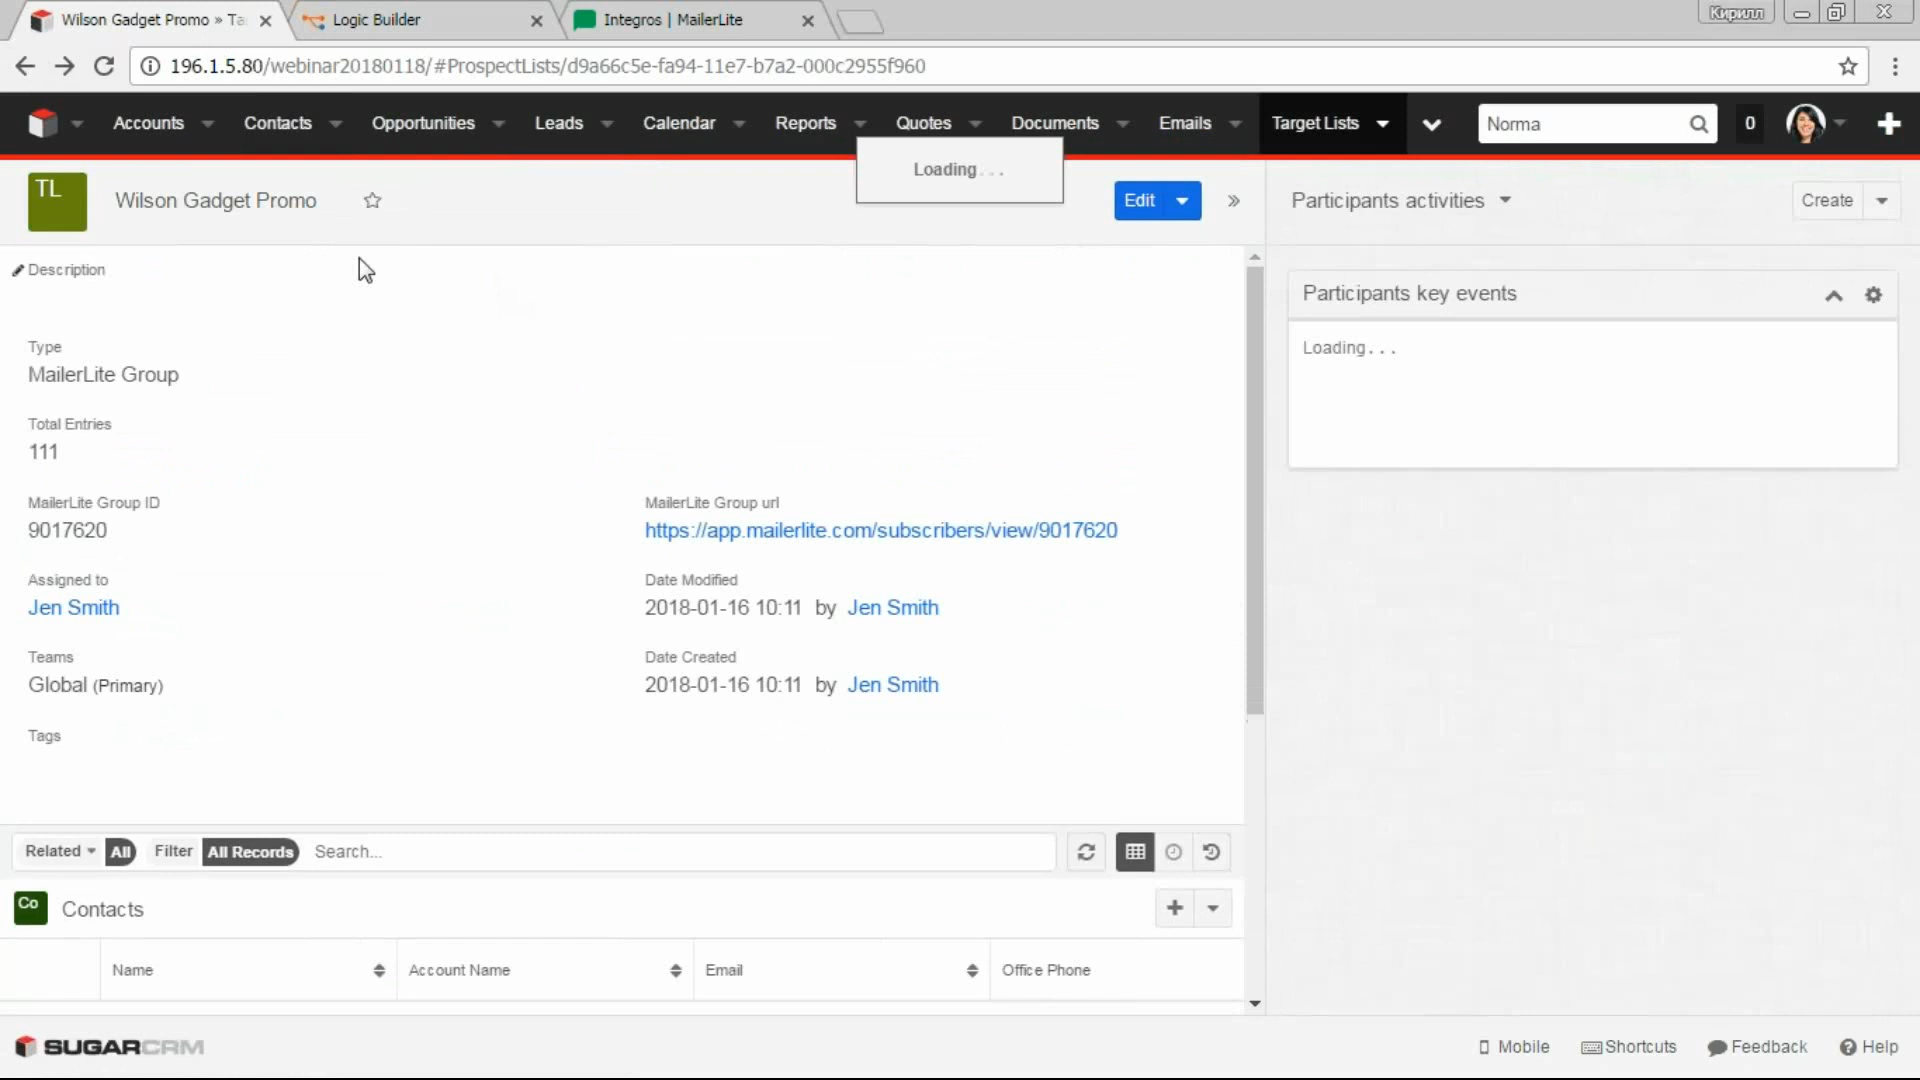 Wilson Gadget Promo » Ta
Logic Builder
Integros | MailerLite
Кирилл
196.1.5.80/webinar20180118/#ProspectLists/d9a66c5e-fa94-11e7-b7a2-000c2955f960
Accounts
Contacts
Opportunities
Leads
Calendar
Reports
Quotes
Documents
Emails
Target Lists
Norma
0
Loading...
TL
Wilson Gadget Promo
Edit
Participants activities
Create
Description
Participants key events
Loading...
Type
MailerLite Group
Total Entries
111
MailerLite Group ID
9017620
MailerLite Group url
https://app.mailerlite.com/subscribers/view/9017620
Assigned to
Jen Smith
Date Modified
2018-01-16 10:11 by Jen Smith
Teams
Global (Primary)
Date Created
2018-01-16 10:11 by Jen Smith
Tags
Related All Filter All Records Search...
Co
Contacts
Name
Account Name
Email
Office Phone
SUGARCRM
Mobile
Shortcuts
Feedback
Help